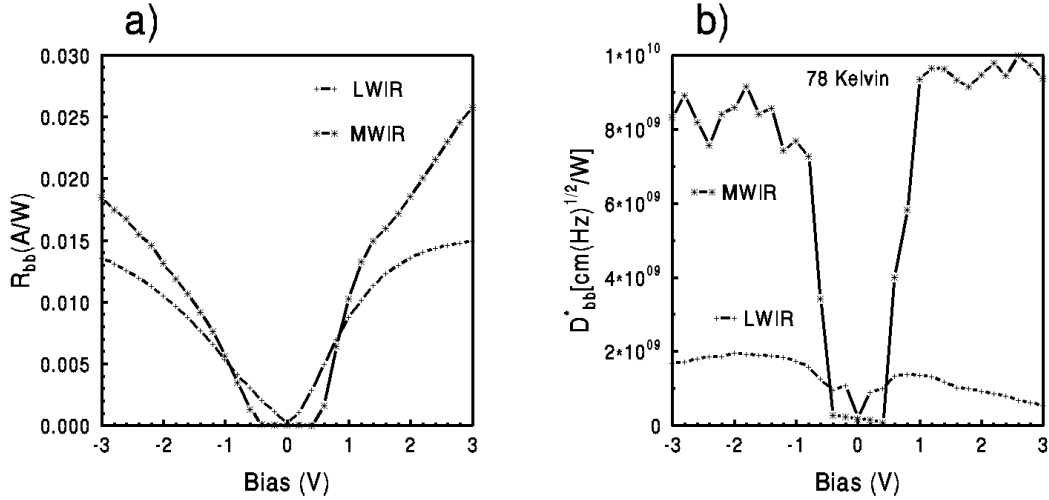 a)
0.030
0.025
0.020
0.015
0.010
0.005
0.000
R_bb(A/W)
LWIR
MWIR
-3 -2 -1 0 1 2 3
Bias (V)
b)
1*10^10
8*10^09
6*10^09
4*10^09
2*10^09
0
D*_bb[cm(Hz)^1/2/W]
78 Kelvin
MWIR
LWIR
-3 -2 -1 0 1 2 3
Bias (V)